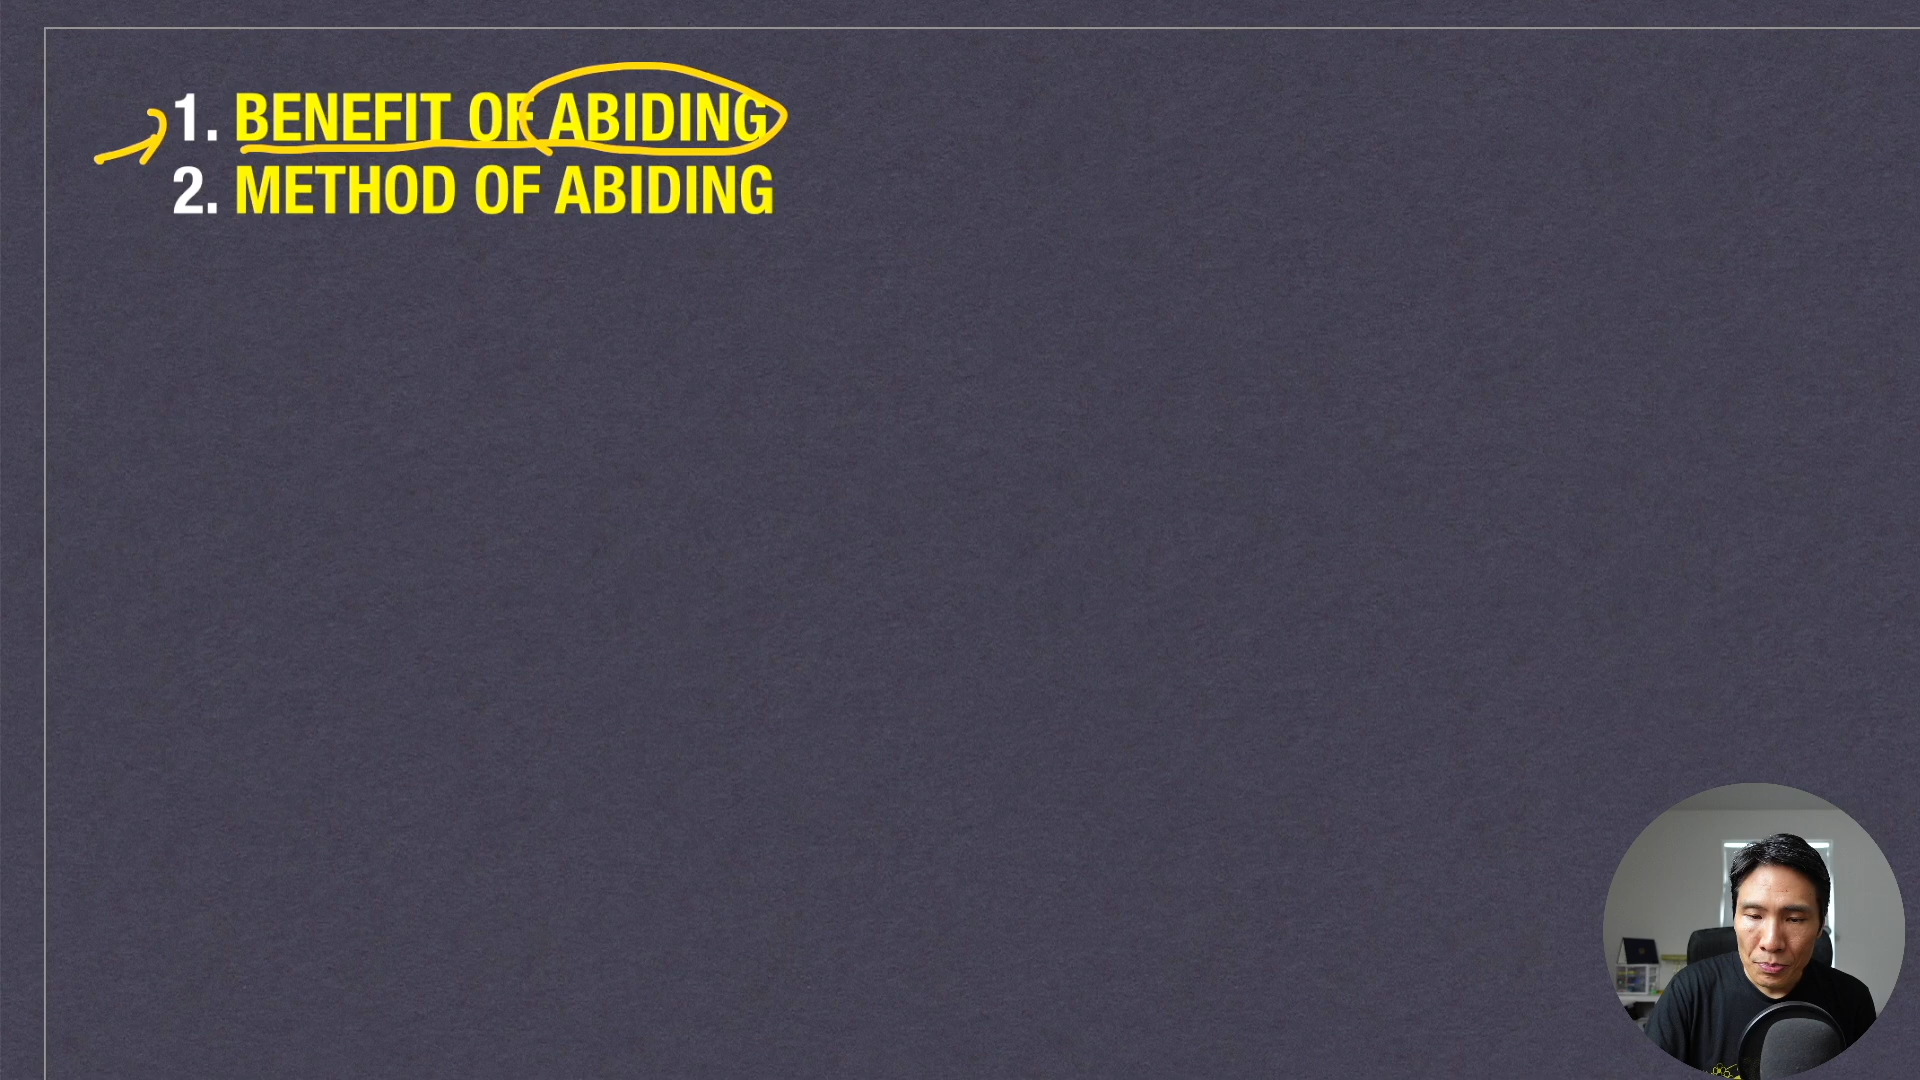 1. BENEFIT OF ABIDING
2. METHOD OF ABIDING